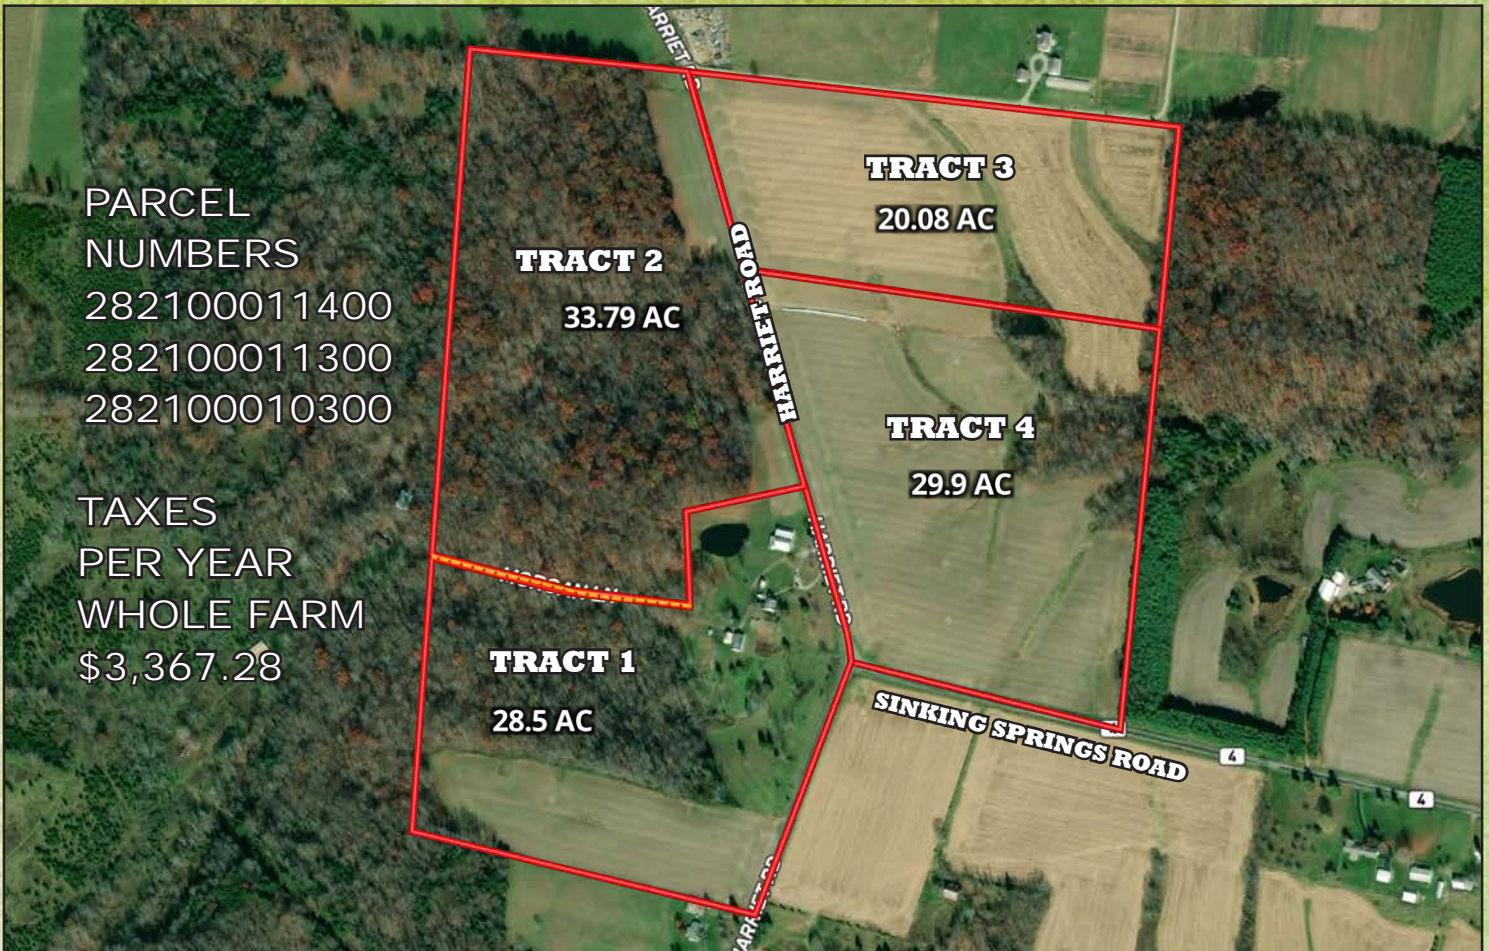 PARCEL
NUMBERS
282100011400
282100011300
282100010300
TAXES
PER YEAR
WHOLE FARM
$3,367.28
TRACT 3
20.08 AC
TRACT 2
33.79 AC
HARRIET ROAD
TRACT 4
29.9 AC
TRACT 1
28.5 AC
SINKING SPRINGS ROAD
4
4